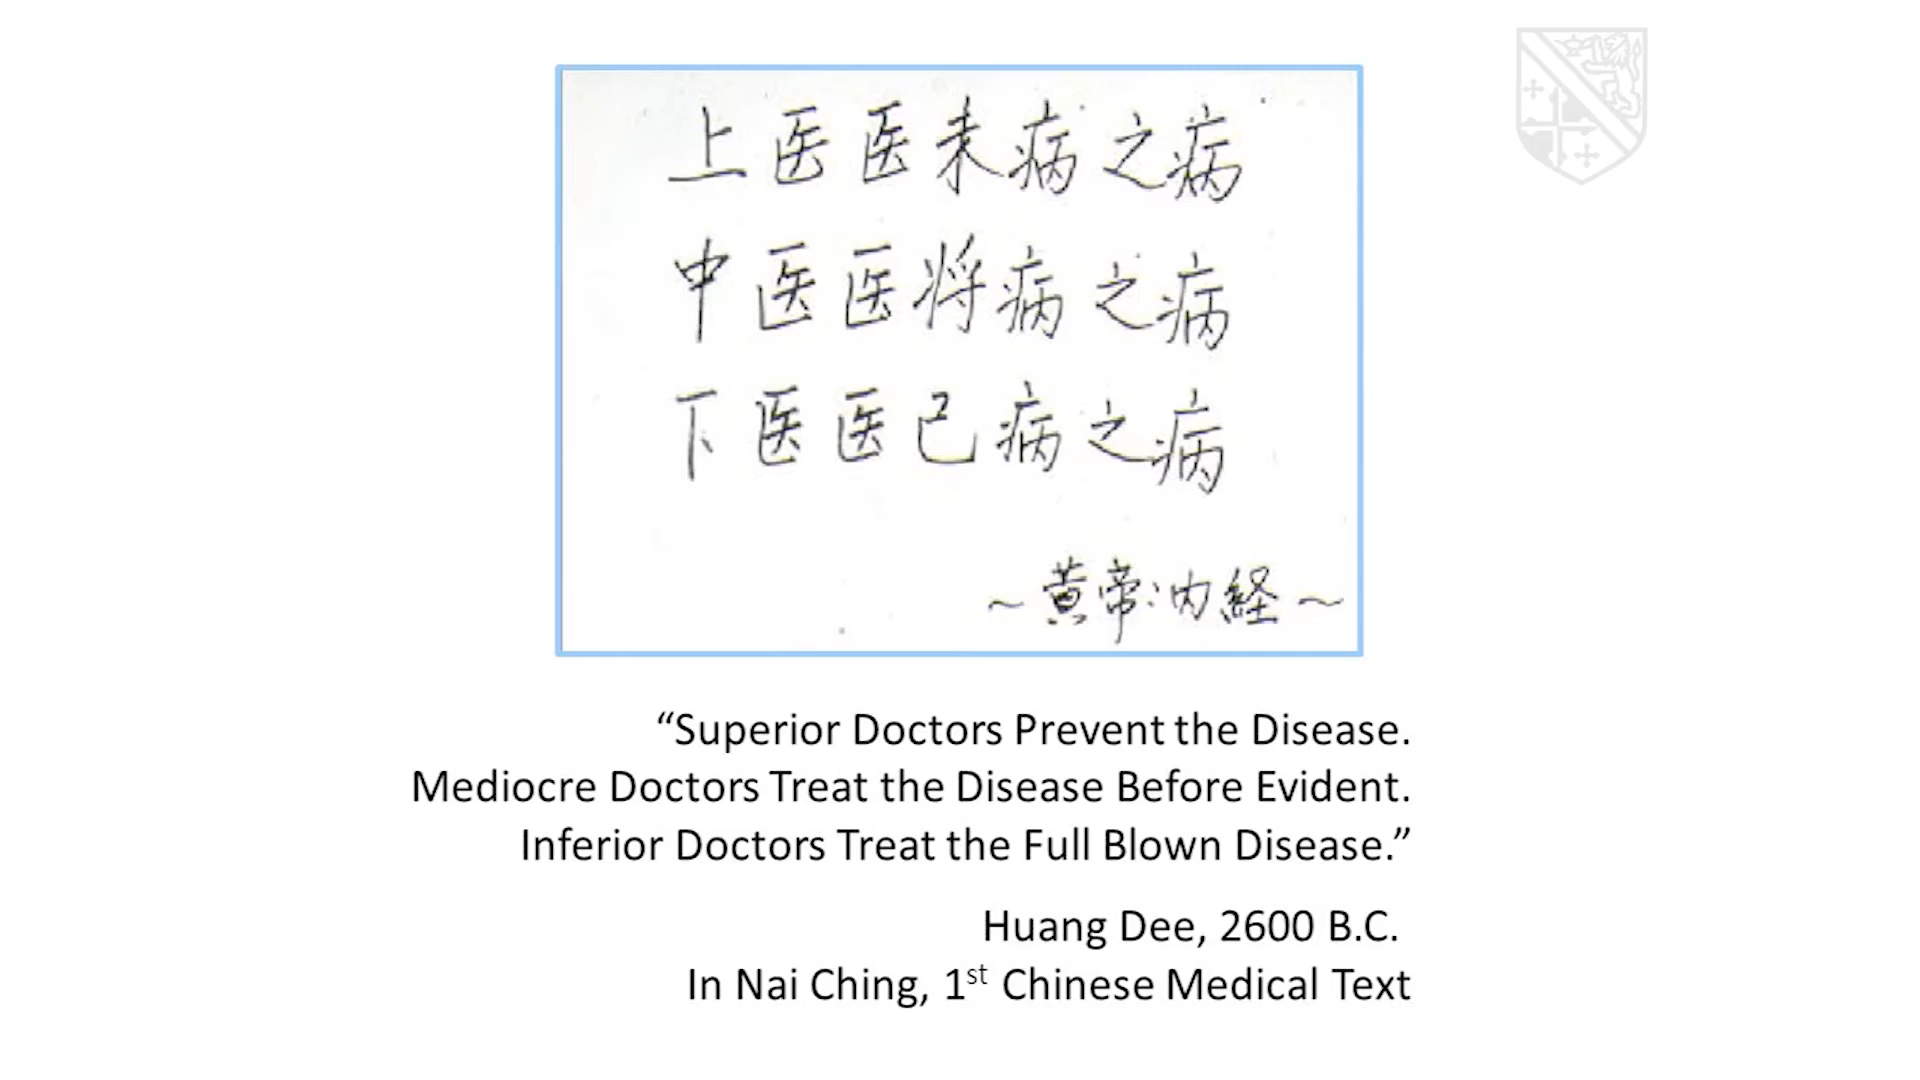 上医医未病之病
中医医将病之病
下医医已病之病
~黄帝内経~
“Superior Doctors Prevent the Disease.
Mediocre Doctors Treat the Disease Before Evident.
Inferior Doctors Treat the Full Blown Disease.”
Huang Dee, 2600 B.C.
In Nai Ching, 1st Chinese Medical Text